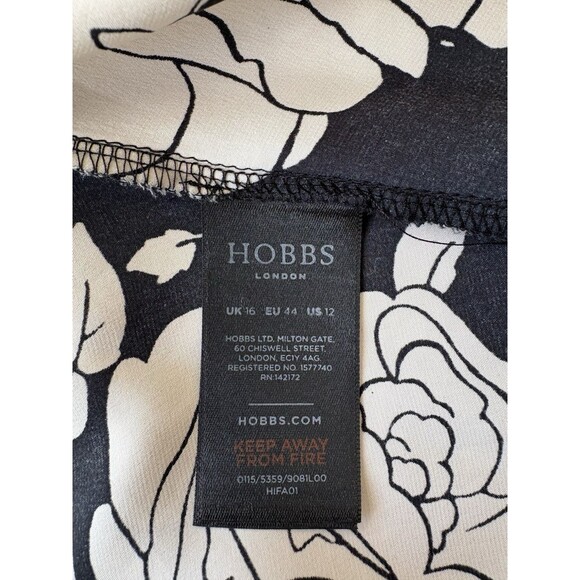 HOBBS
LONDON
UK 16 EU 44 US 12
HOBBS LTD, MILTON GATE,
60 CHISWELL STREET,
LONDON, EC1Y 4AG.
REGISTERED NO. 1577740
RN:142172
HOBBS.COM
KEEP AWAY
FROM FIRE
0115/5359/9081L00
HIFA01